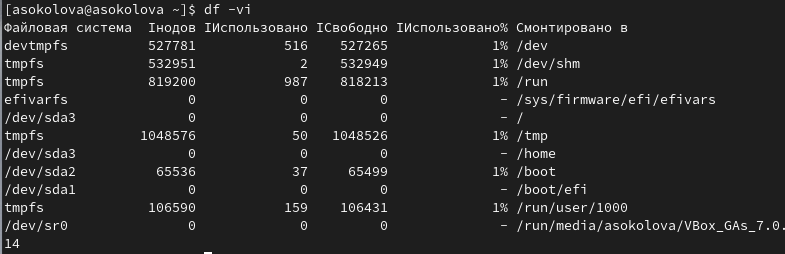 [asokolova@asokolova ~]$ df -vi
Файловая система  Iнодов IИспользовано IСвободно IИспользовано% Смонтировано в
devtmpfs          527781           516    527265             1% /dev
tmpfs             532951             2    532949             1% /dev/shm
tmpfs             819200           987    818213             1% /run
efivarfs               0             0         0              - /sys/firmware/efi/efivars
/dev/sda3              0             0         0              - /
tmpfs            1048576            50   1048526             1% /tmp
/dev/sda3              0             0         0              - /home
/dev/sda2          65536            37     65499             1% /boot
/dev/sda1              0             0         0              - /boot/efi
tmpfs             106590           159    106431             1% /run/user/1000
/dev/sr0               0             0         0              - /run/media/asokolova/VBox_GAs_7.0.
14